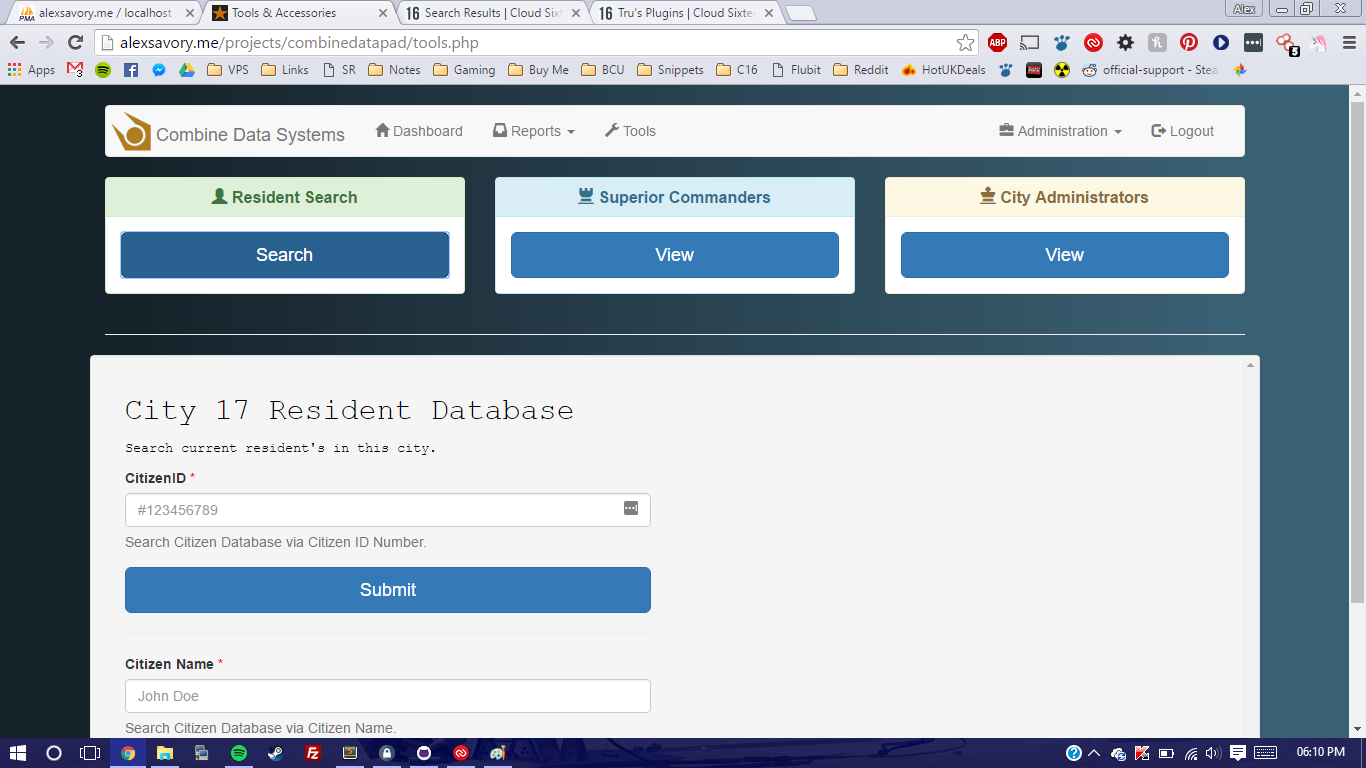 alexsavory.me / localhost
Tools & Accessories
16 Search Results | Cloud Sixt
16 Tru's Plugins | Cloud Sixtee
Alex
alexsavory.me/projects/combinedatapad/tools.php
ABP
5
Apps
VPS
Links
SR
Notes
Gaming
Buy Me
BCU
Snippets
C16
Flubit
Reddit
HotUKDeals
official-support - Stea
Combine Data Systems
Dashboard
Reports
Tools
Administration
Logout
Resident Search
Superior Commanders
City Administrators
Search
View
View
City 17 Resident Database
Search current resident's in this city.
CitizenID *
#123456789
Search Citizen Database via Citizen ID Number.
Submit
Citizen Name *
John Doe
Search Citizen Database via Citizen Name.
06:10 PM